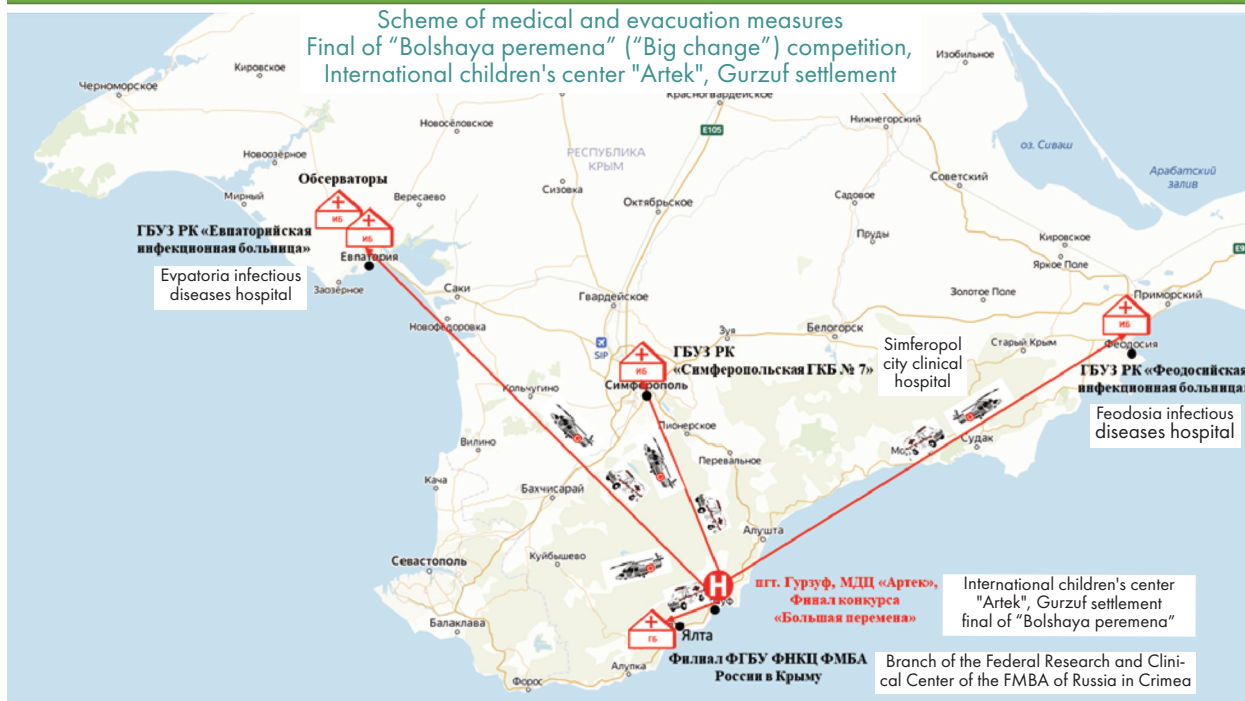 Scheme of medical and evacuation measures
Final of “Bolshaya peremena” (“Big change”) competition,
International children's center "Artek", Gurzuf settlement
Изобильное
Кировское
Черноморское
Красногвардейское
Новосёловское
Нижнегорский
E105
оз. Сиваш
РЕСПУБЛИКА
КРЫМ
Новоозёрное
Арабатский
залив
Обсерваторы
Советский
Мирный
Вересаево
Сизовка
Садовое
Октябрьское
ИБ
ИБ
ГБУЗ РК «Евпаторийская
инфекционная больница»
Пруды
Кировское
Евпатория
Яркое Поле
Evpatoria infectious
diseases hospital
Заозёрное
Саки
Гвардейское
Золотое Поле
Приморский
Новофёдоровка
ИБ
Зуя
Белогорск
SIP
Старый Крым
Феодосия
ГБУЗ РК
«Симферопольская ГКБ № 7»
Simferopol
city clinical
hospital
ИБ
Симферополь
ГБУЗ РК «Феодосийская
инфекционная больница»
Кольчугино
Feodosia infectious
diseases hospital
Пионерское
Судак
Вилино
Перевальное
Кача
Бахчисарай
Алушта
Севастополь
Куйбышево
H
пгт. Гурзуф, МДЦ «Артек»,
Финал конкурса
«Большая перемена»
International children's center
"Artek", Gurzuf settlement
final of “Bolshaya peremena”
Балаклава
ГБ
Ялта
Филиал ФГБУ ФНКЦ ФМБА
России в Крыму
Branch of the Federal Research and Clini-
cal Center of the FMBA of Russia in Crimea
Алупка
Форос